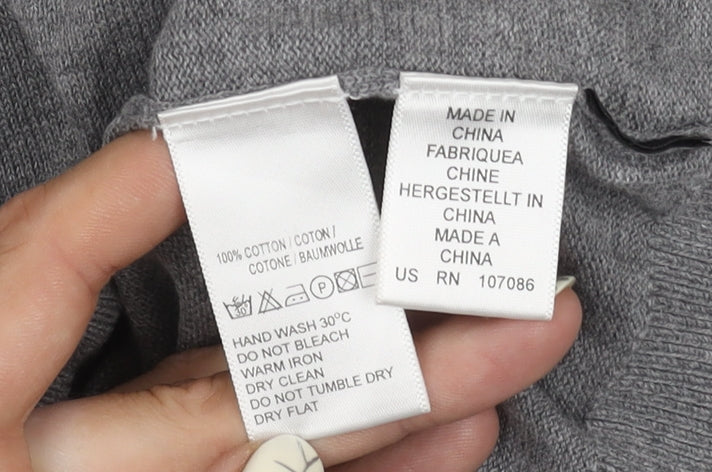 100% COTTON / COTON /
COTONE / BAUMWOLLE
30°
P
HAND WASH 30°C
DO NOT BLEACH
WARM IRON
DRY CLEAN
DO NOT TUMBLE DRY
DRY FLAT
MADE IN
CHINA
FABRIQUEA
CHINE
HERGESTELLT IN
CHINA
MADE A
CHINA
US RN 107086